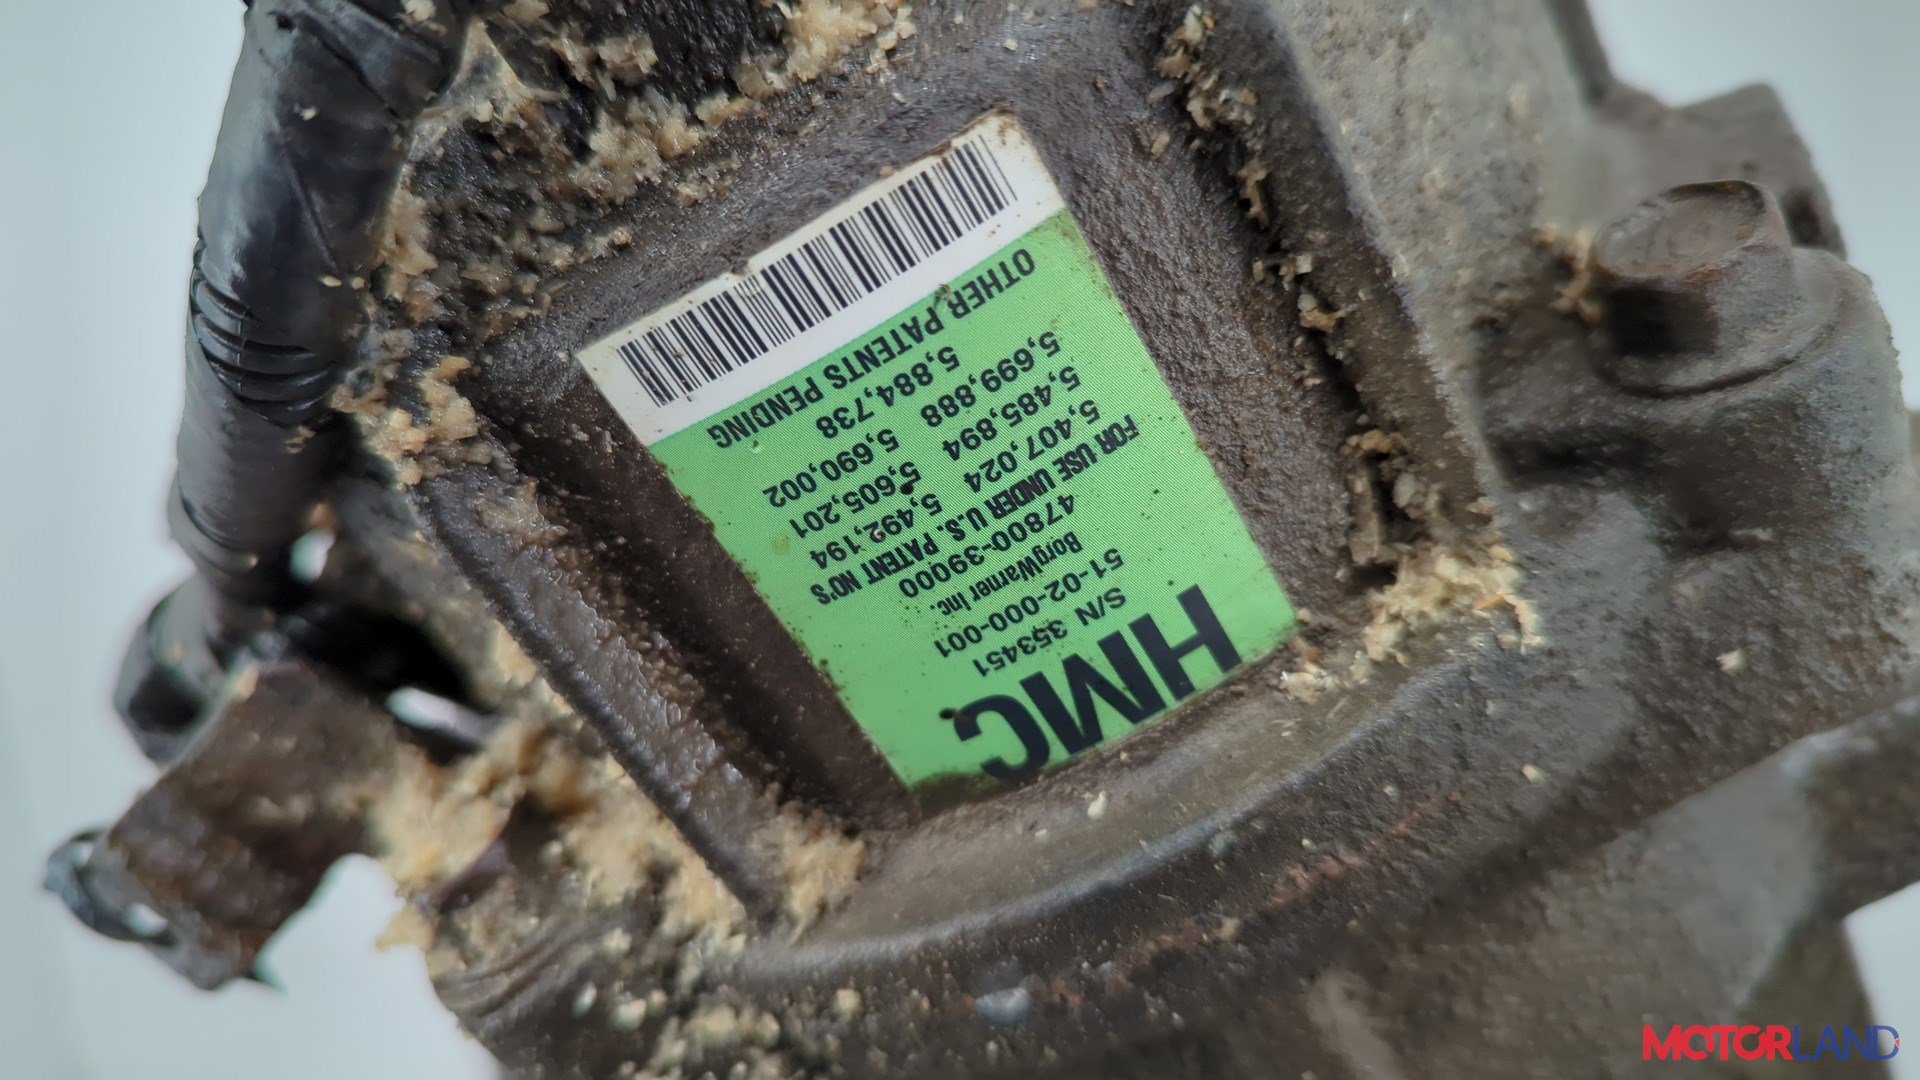 HMC
S/N 353451
51-02-000-001
BorgWarner Inc.
47800-39000
FOR USE UNDER U.S. PATENT NO'S
5,407,024 5,492,194
5,485,894 5,605,201
5,699,888 5,690,002
5,884,738
OTHER PATENTS PENDING
MOTORLAND